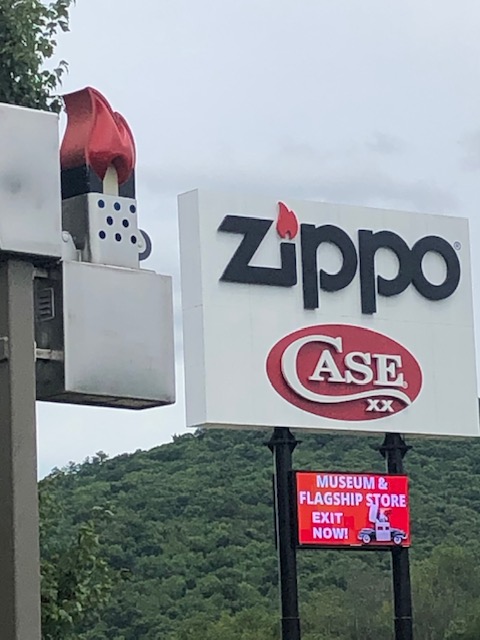 zippo®
CASE®
XX
MUSEUM &
FLAGSHIP STORE
EXIT
NOW!